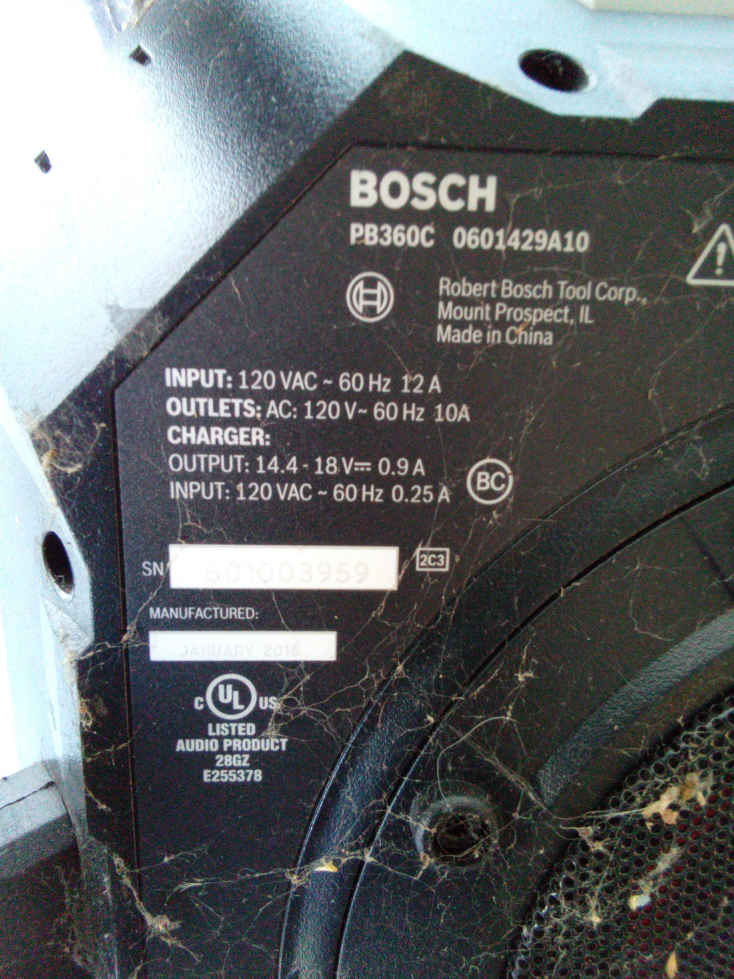 BOSCH
PB360C 0601429A10
Robert Bosch Tool Corp.,
Mount Prospect, IL
Made in China
INPUT: 120 VAC ~ 60 Hz 12 A
OUTLETS: AC: 120 V~ 60 Hz 10A
CHARGER:
OUTPUT: 14.4 - 18 V⎓ 0.9 A
INPUT: 120 VAC ~ 60 Hz 0.25 A
BC
SN
2C3
MANUFACTURED:
JANUARY 2016
C UL US
LISTED
AUDIO PRODUCT
28GZ
E255378